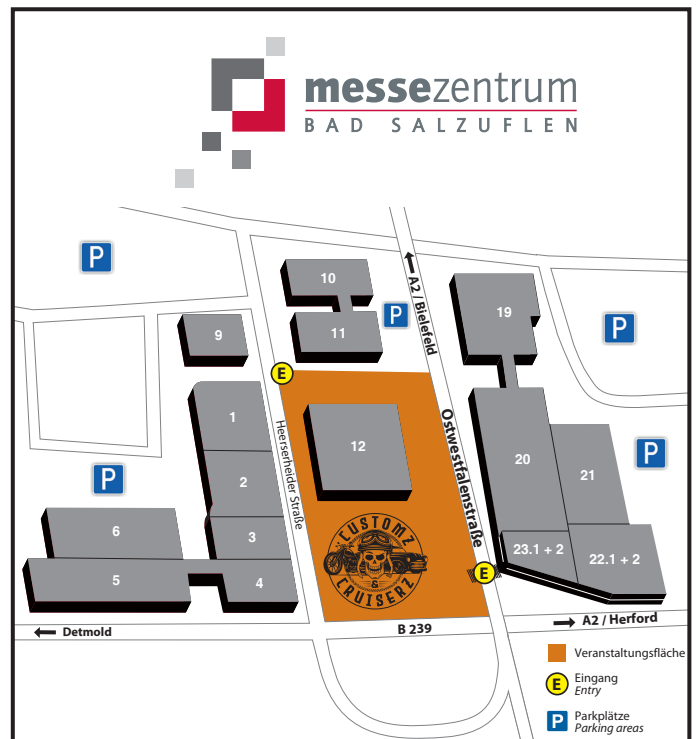 messezentrum
BAD SALZUFLEN
P
10
A2 / Bielefeld
19
P
11
P
9
E
1
Heerserheider Straße
12
Ostwestfalenstraße
20
P
21
P
2
6
3
CUSTOMZ
CRUISERZ
23.1 + 2
22.1 + 2
5
4
E
Detmold
B 239
A2 / Herford
Veranstaltungsfläche
E
Eingang
Entry
P
Parkplätze
Parking areas